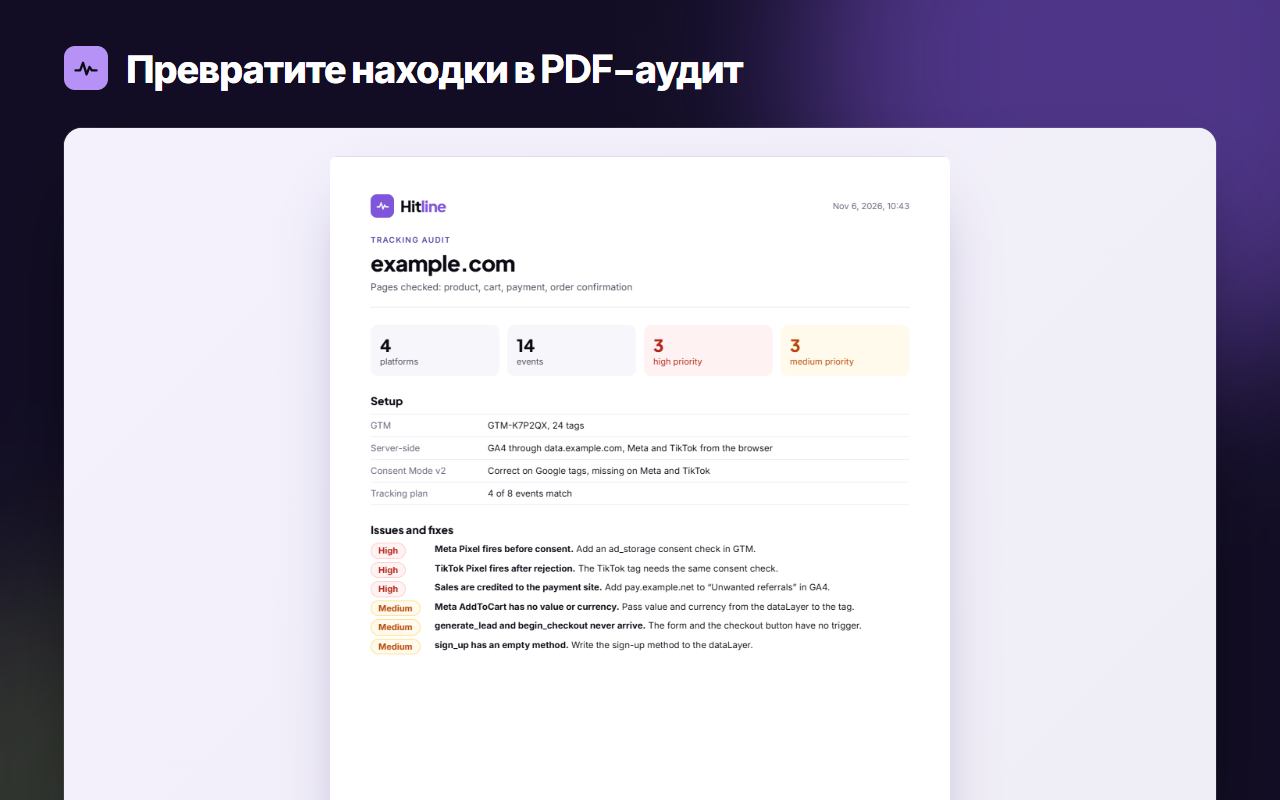 Превратите находки в PDF-аудит
Hitline
Nov 6, 2026, 10:43
TRACKING AUDIT
example.com
Pages checked: product, cart, payment, order confirmation
4
platforms
14
events
3
high priority
3
medium priority
Setup
GTM GTM-K7P2QX, 24 tags
Server-side GA4 through data.example.com, Meta and TikTok from the browser
Consent Mode v2 Correct on Google tags, missing on Meta and TikTok
Tracking plan 4 of 8 events match
Issues and fixes
High Meta Pixel fires before consent. Add an ad_storage consent check in GTM.
High TikTok Pixel fires after rejection. The TikTok tag needs the same consent check.
High Sales are credited to the payment site. Add pay.example.net to “Unwanted referrals” in GA4.
Medium Meta AddToCart has no value or currency. Pass value and currency from the dataLayer to the tag.
Medium generate_lead and begin_checkout never arrive. The form and the checkout button have no trigger.
Medium sign_up has an empty method. Write the sign-up method to the dataLayer.